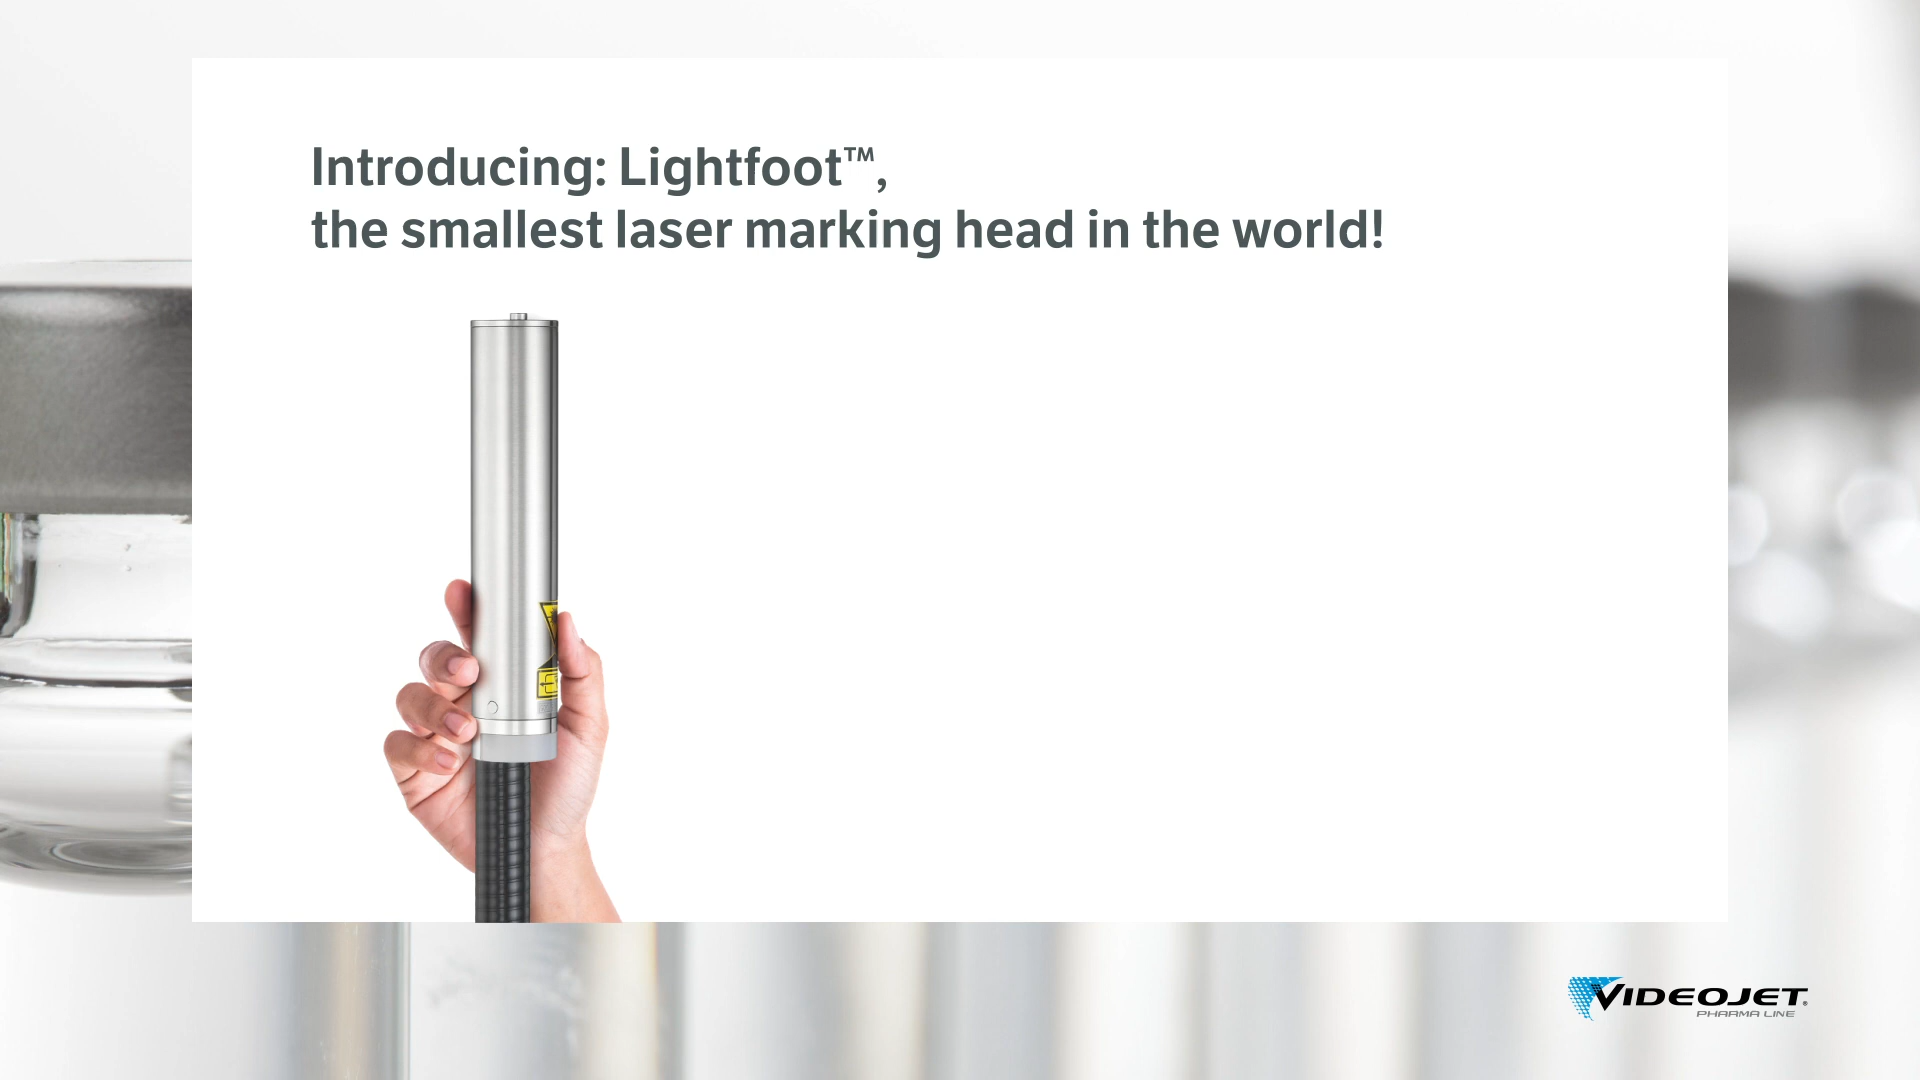 Introducing: Lightfoot™,
the smallest laser marking head in the world!
VIDEOJET®
PHARMA LINE